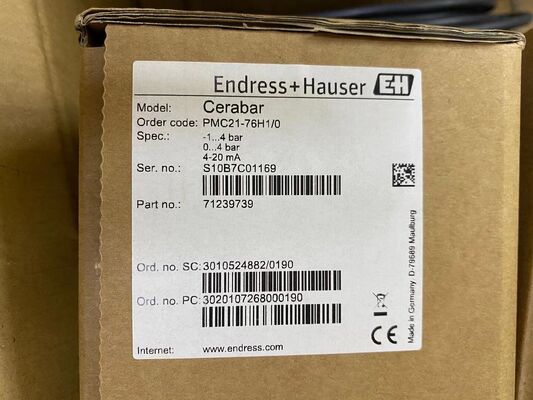 Endress+Hauser EH
Model: Cerabar
Order code: PMC21-76H1/0
Spec.: -1...4 bar
0...4 bar
4-20 mA
Ser. no.: S10B7C01169
Part no.: 71239739
Ord. no. SC: 3010524882/0190
Ord. no. PC: 3020107268000190
Internet: www.endress.com
CE
Made in Germany D-79689 Maulburg